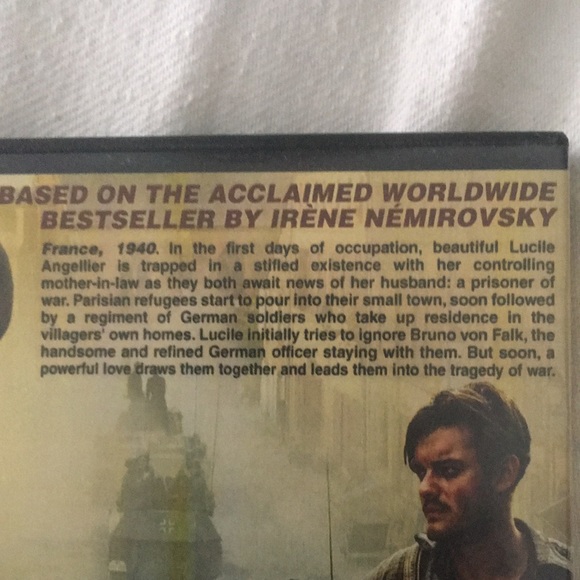 BASED ON THE ACCLAIMED WORLDWIDE
BESTSELLER BY IRÈNE NÉMIROVSKY
France, 1940. In the first days of occupation, beautiful Lucile
Angellier is trapped in a stifled existence with her controlling
mother-in-law as they both await news of her husband: a prisoner of
war. Parisian refugees start to pour into their small town, soon followed
by a regiment of German soldiers who take up residence in the
villagers' own homes. Lucile initially tries to ignore Bruno von Falk, the
handsome and refined German officer staying with them. But soon, a
powerful love draws them together and leads them into the tragedy of war.